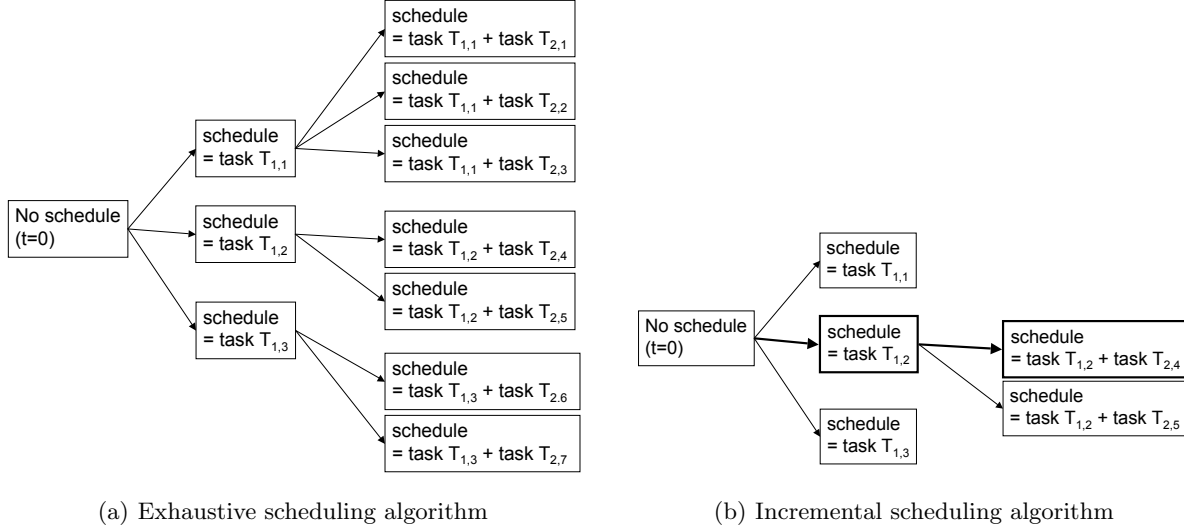 schedule
= task T1,1 + task T2,1
schedule
= task T1,1 + task T2,2
schedule
= task T1,1 + task T2,3
schedule
= task T1,1
No schedule
(t=0)
schedule
= task T1,2
schedule
= task T1,2 + task T2,4
schedule
= task T1,2 + task T2,5
schedule
= task T1,3
schedule
= task T1,3 + task T2.6
schedule
= task T1,3 + task T2,7
(a) Exhaustive scheduling algorithm
schedule
= task T1,1
No schedule
(t=0)
schedule
= task T1,2
schedule
= task T1,2 + task T2,4
schedule
= task T1,2 + task T2,5
schedule
= task T1,3
(b) Incremental scheduling algorithm